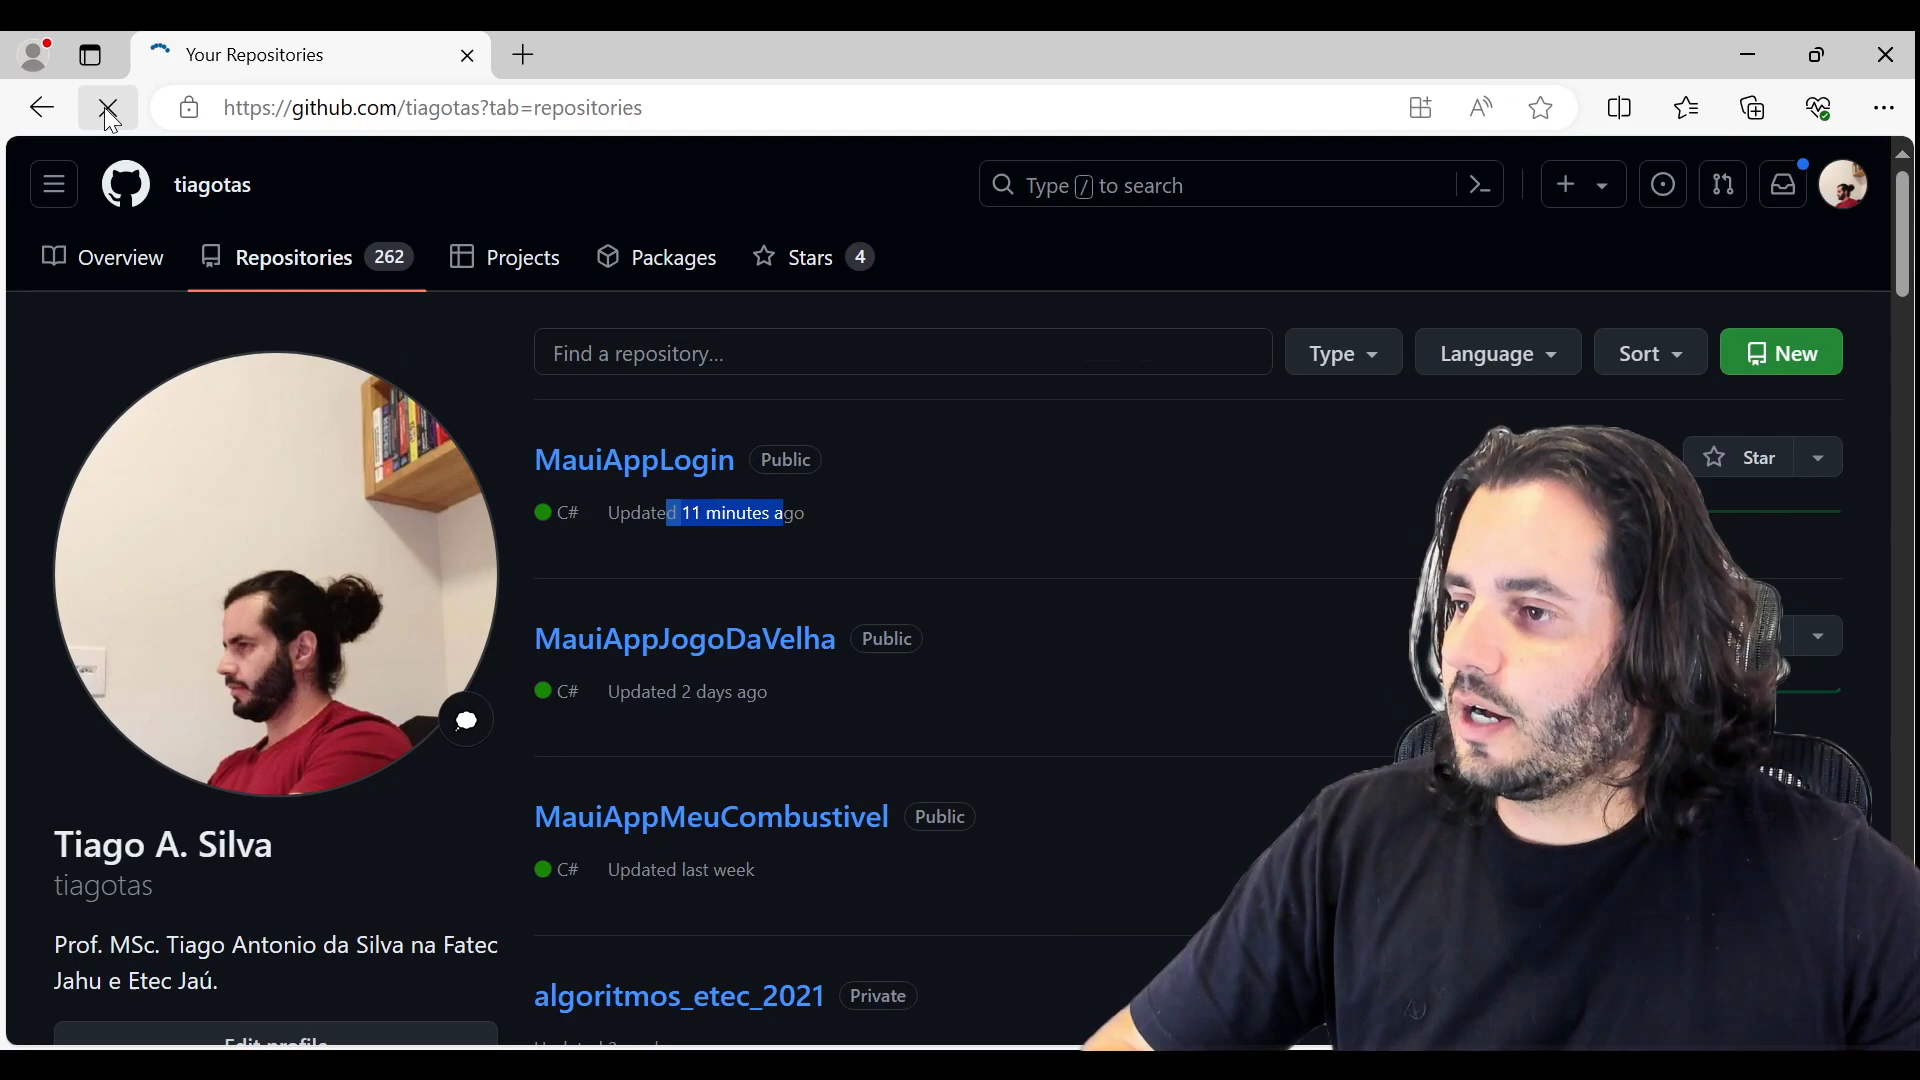 Your Repositories
https://github.com/tiagotas?tab=repositories
tiagotas
Type / to search
Overview
Repositories 262
Projects
Packages
Stars 4
Find a repository...
Type
Language
Sort
New
MauiAppLogin Public
Star
C# Updated 11 minutes ago
MauiAppJogoDaVelha Public
C# Updated 2 days ago
MauiAppMeuCombustivel Public
C# Updated last week
algoritmos_etec_2021 Private
Tiago A. Silva
tiagotas
Prof. MSc. Tiago Antonio da Silva na Fatec
Jahu e Etec Jaú.
Edit profile